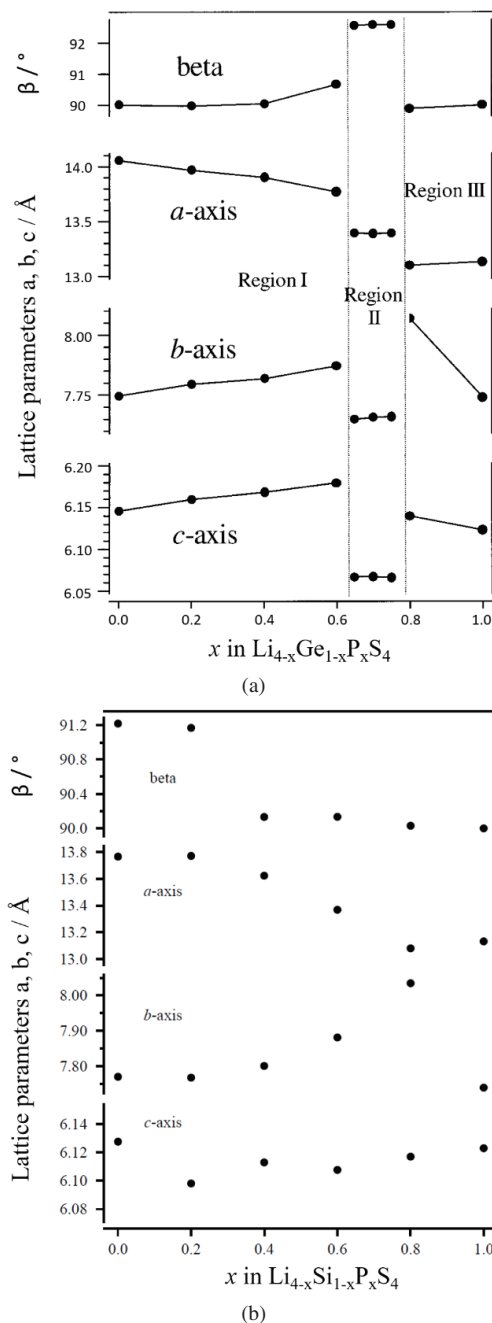 92
91
90
β / °
beta
14.0
13.5
13.0
a-axis
Region I
Region
II
Region III
8.00
7.75
b-axis
Lattice parameters a, b, c / Å
6.20
6.15
6.10
6.05
c-axis
0.0 0.2 0.4 0.6 0.8 1.0
x in Li₄₋ₓGe₁₋ₓPₓS₄
(a)
91.2
90.8
90.4
90.0
β / °
beta
13.8
13.6
13.4
13.2
13.0
a-axis
8.00
7.90
7.80
b-axis
Lattice parameters a, b, c / Å
6.14
6.12
6.10
6.08
c-axis
0.0 0.2 0.4 0.6 0.8 1.0
x in Li₄₋ₓSi₁₋ₓPₓS₄
(b)